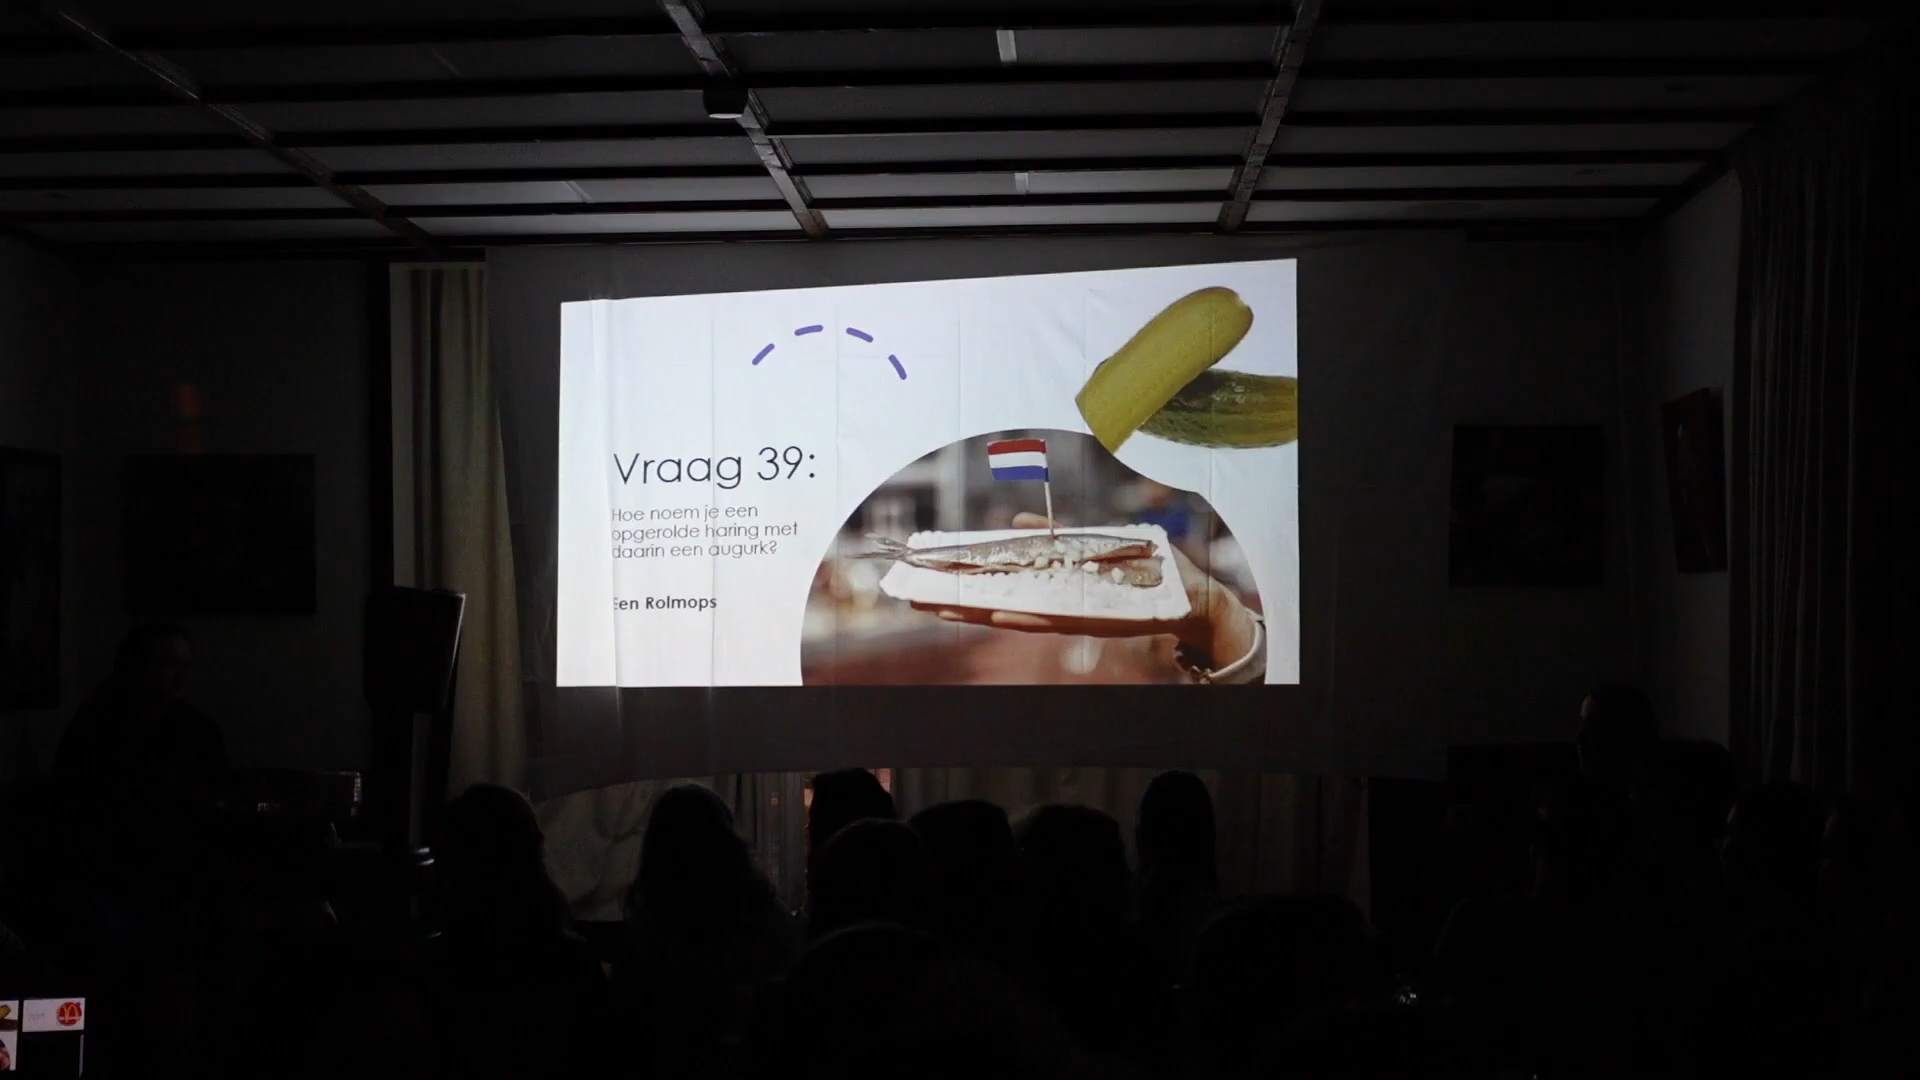 Vraag 39:
Hoe noem je een
opgerolde haring met
daarin een augurk?
Een Rolmops